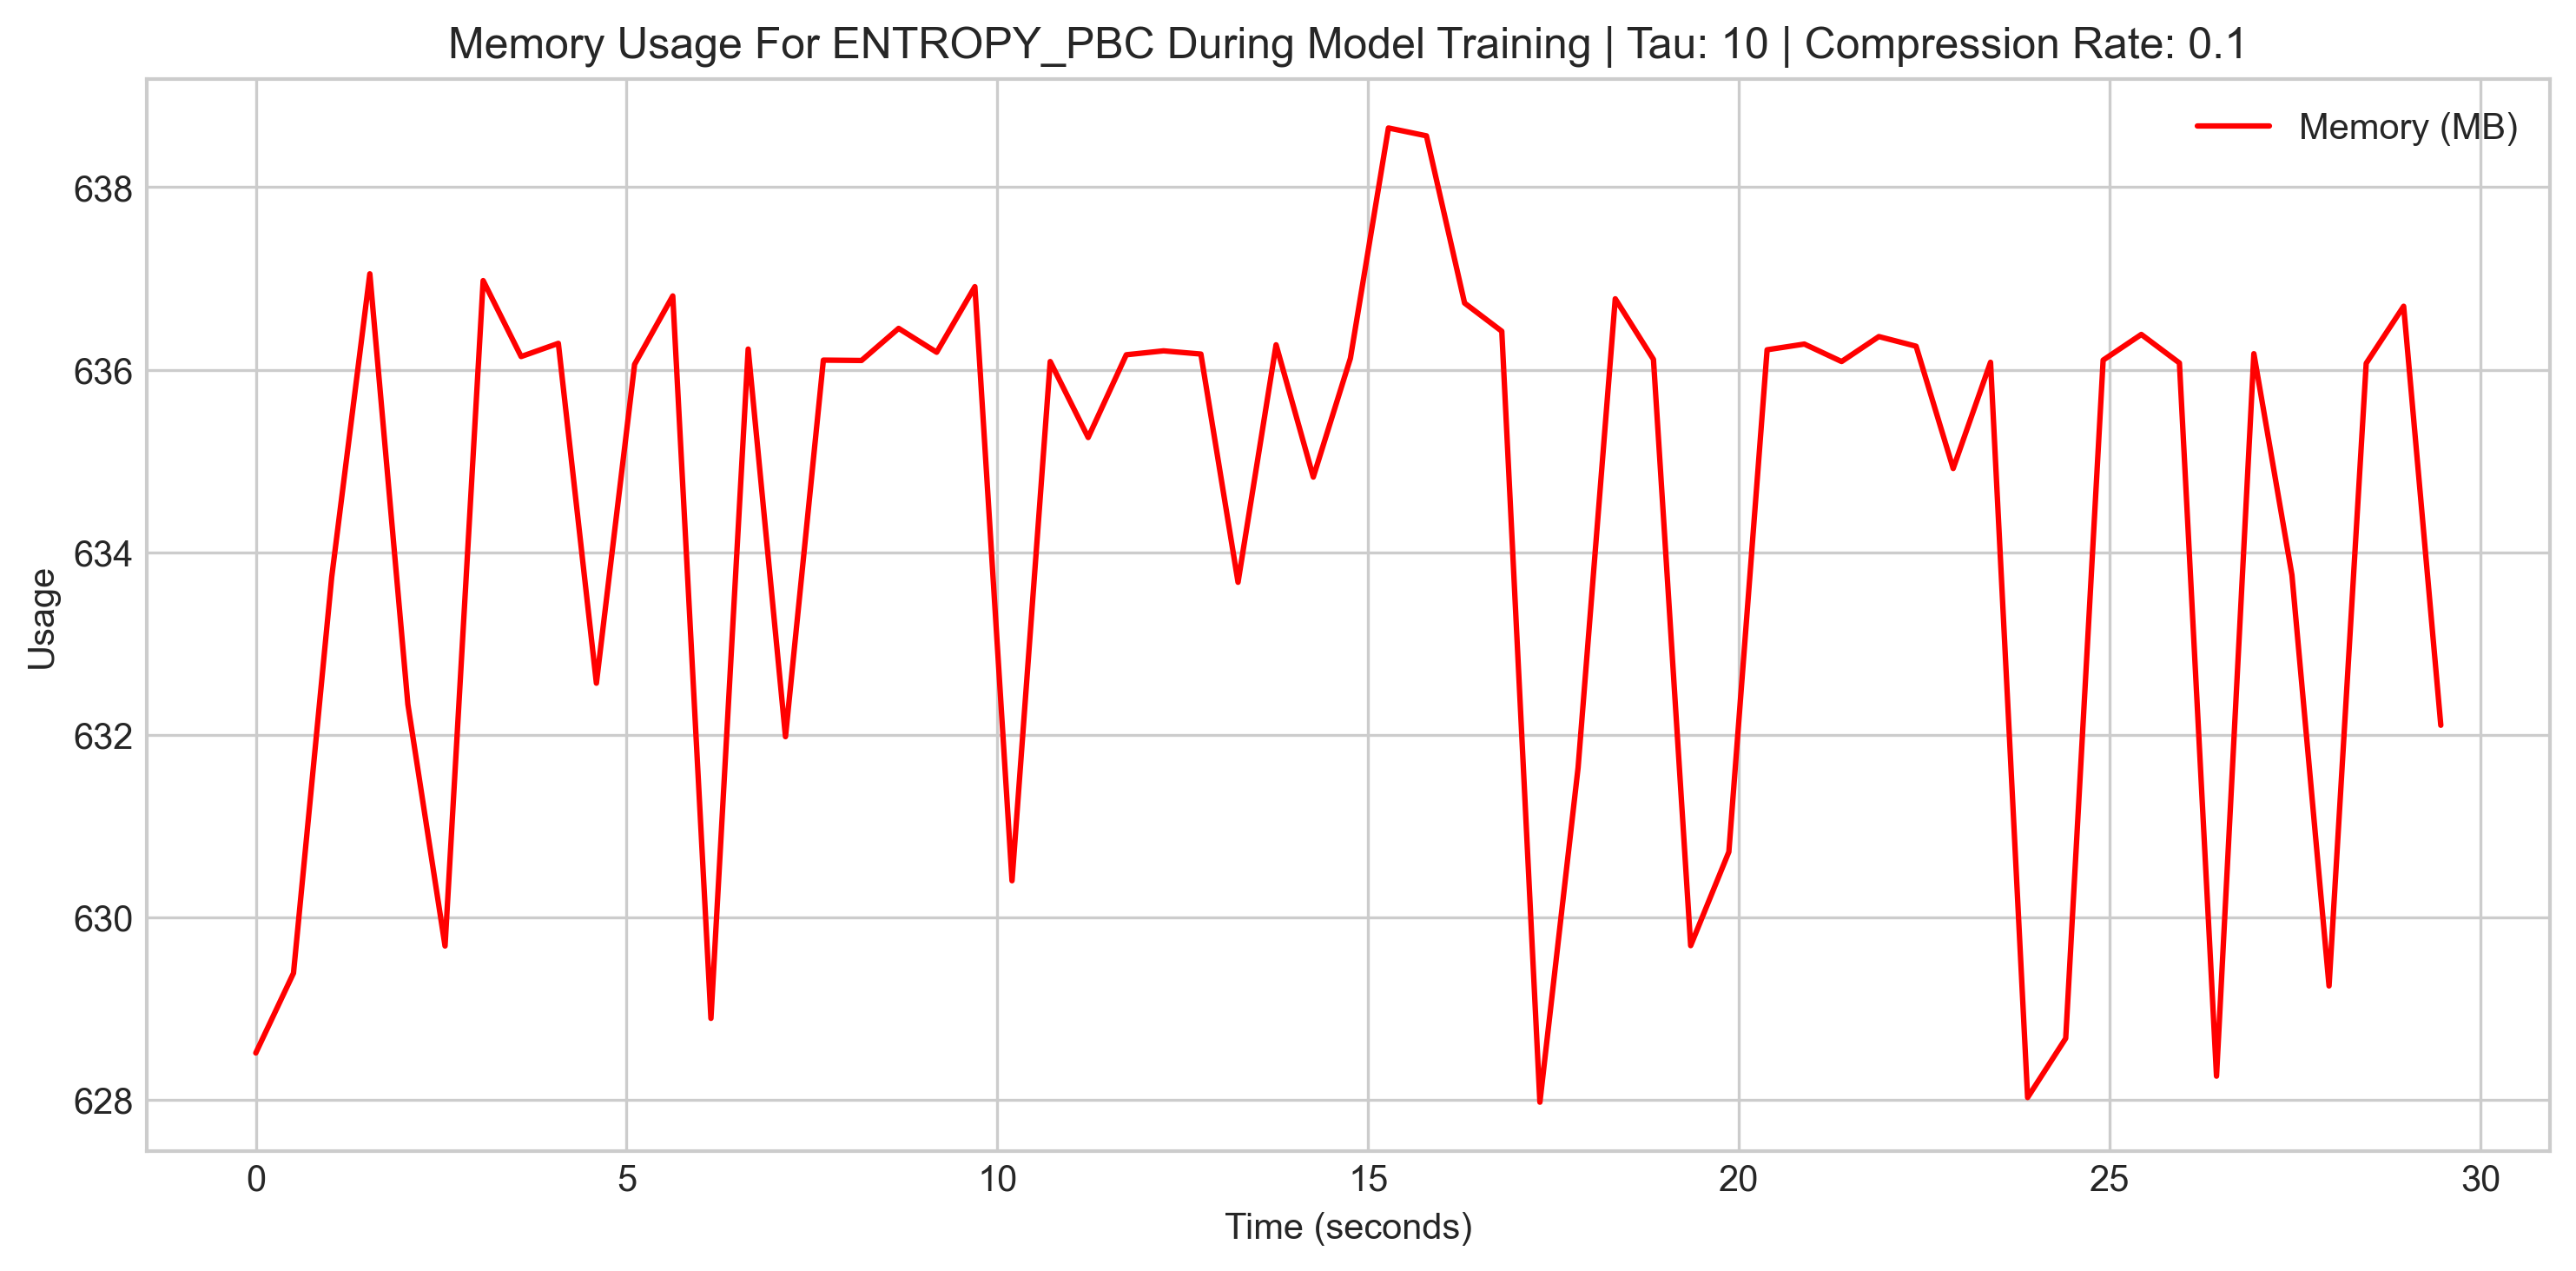 Memory Usage For ENTROPY_PBC During Model Training | Tau: 10 | Compression Rate: 0.1
Memory (MB)
Usage
638
636
634
632
630
628
0 5 10 15 20 25 30
Time (seconds)